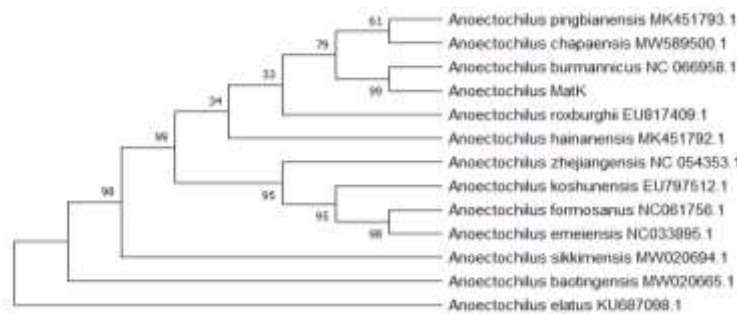 61
Anoectochilus pingbianensis MK451793.1
79
Anoectochilus chapaensis MW589500.1
33
Anoectochilus burmannicus NC 066958.1
99
Anoectochilus MatK
34
Anoectochilus roxburghii EU817409.1
99
Anoectochilus hainanensis MK451792.1
Anoectochilus zhejiangensis NC 054353.1
98
95
Anoectochilus koshunensis EU797512.1
95
Anoectochilus formosanus NC061756.1
98
Anoectochilus emeiensis NC033895.1
Anoectochilus sikkimensis MW020694.1
Anoectochilus baotingensis MW020665.1
Anoectochilus elatus KU687098.1